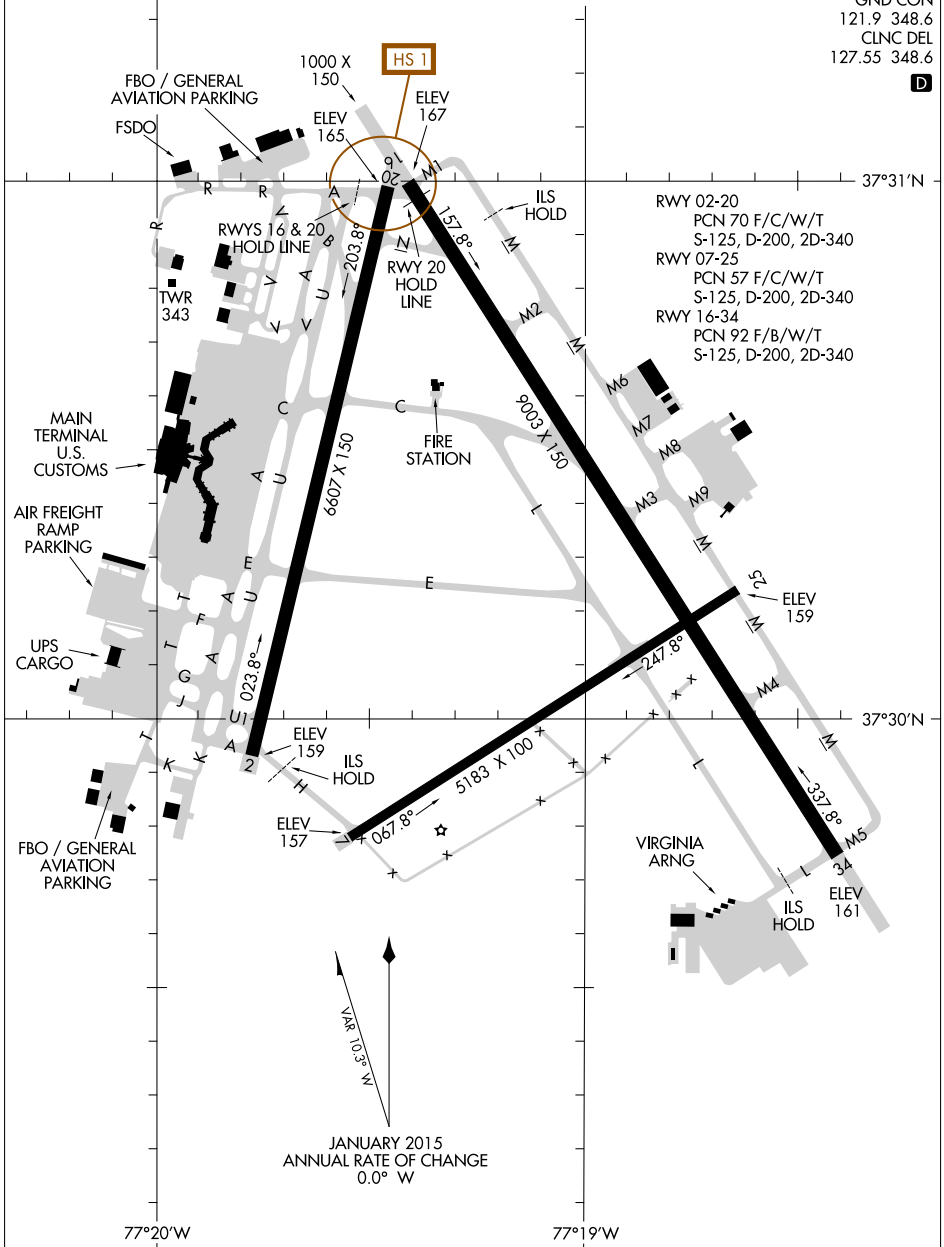 GND CON
121.9 348.6
CLNC DEL
127.55 348.6
D
HS 1
1000 X
150
FBO / GENERAL
AVIATION PARKING
FSDO
ELEV
165
ELEV
167
16
20
M1
A
R
R
R
V
B
37°31'N
RWYS 16 & 20
HOLD LINE
203.8°
N
RWY 20
HOLD
LINE
157.8°
ILS
HOLD
M
RWY 02-20
PCN 70 F/C/W/T
S-125, D-200, 2D-340
RWY 07-25
PCN 57 F/C/W/T
S-125, D-200, 2D-340
RWY 16-34
PCN 92 F/B/W/T
S-125, D-200, 2D-340
TWR
343
V
A
U
V
V
M2
M
M6
M7
M8
M9
M3
MAIN
TERMINAL
U.S.
CUSTOMS
C
C
FIRE
STATION
9003 X 150
6607 X 150
A
U
L
AIR FREIGHT
RAMP
PARKING
E
E
U
A
T
F
T
A
G
J
M
25
ELEV
159
M
UPS
CARGO
023.8°
247.8°
M4
M
U1
A
2
T
K
K
37°30'N
ELEV
159
ILS
HOLD
H
5183 X 100
067.8°
L
337.8°
ELEV
157
7
FBO / GENERAL
AVIATION
PARKING
VIRGINIA
ARNG
M5
L
34
ILS
HOLD
ELEV
161
VAR 10.3° W
JANUARY 2015
ANNUAL RATE OF CHANGE
0.0° W
77°20'W
77°19'W